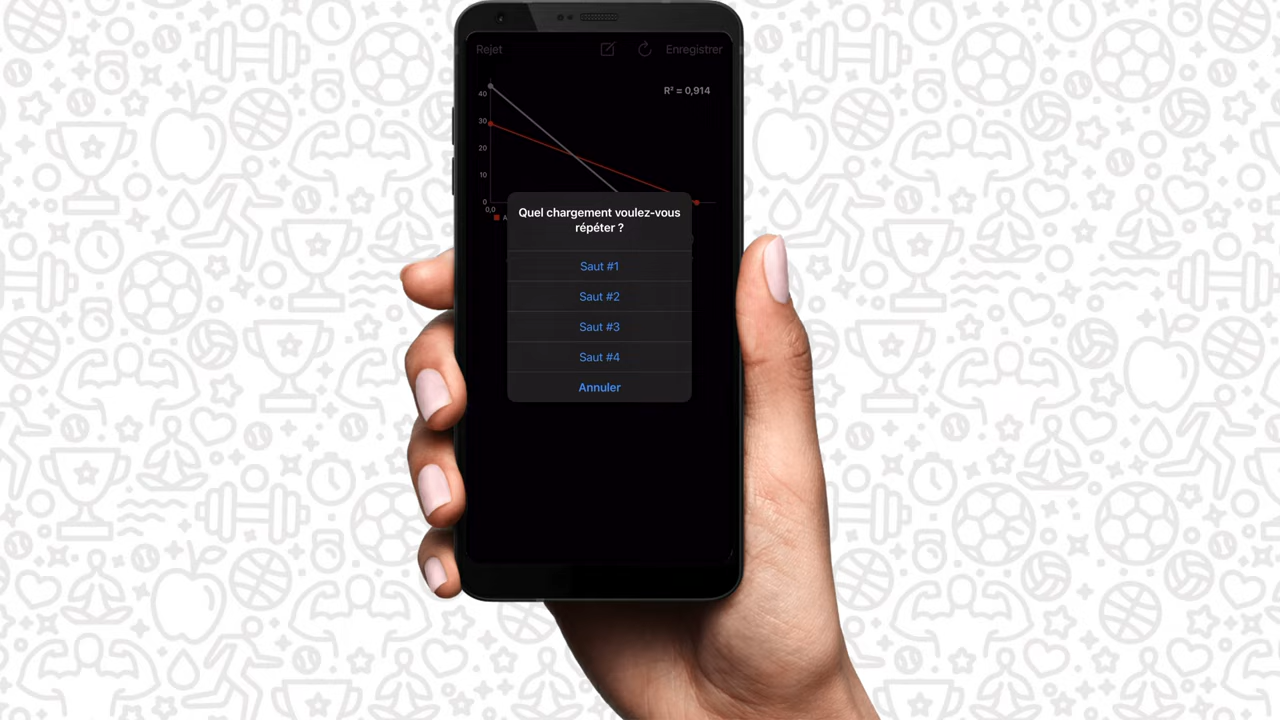 Rejet
Enregistrer
R² = 0,914
40
30
20
10
0
0,0
A
Quel chargement voulez-vous
répéter ?
Saut #1
Saut #2
Saut #3
Saut #4
Annuler